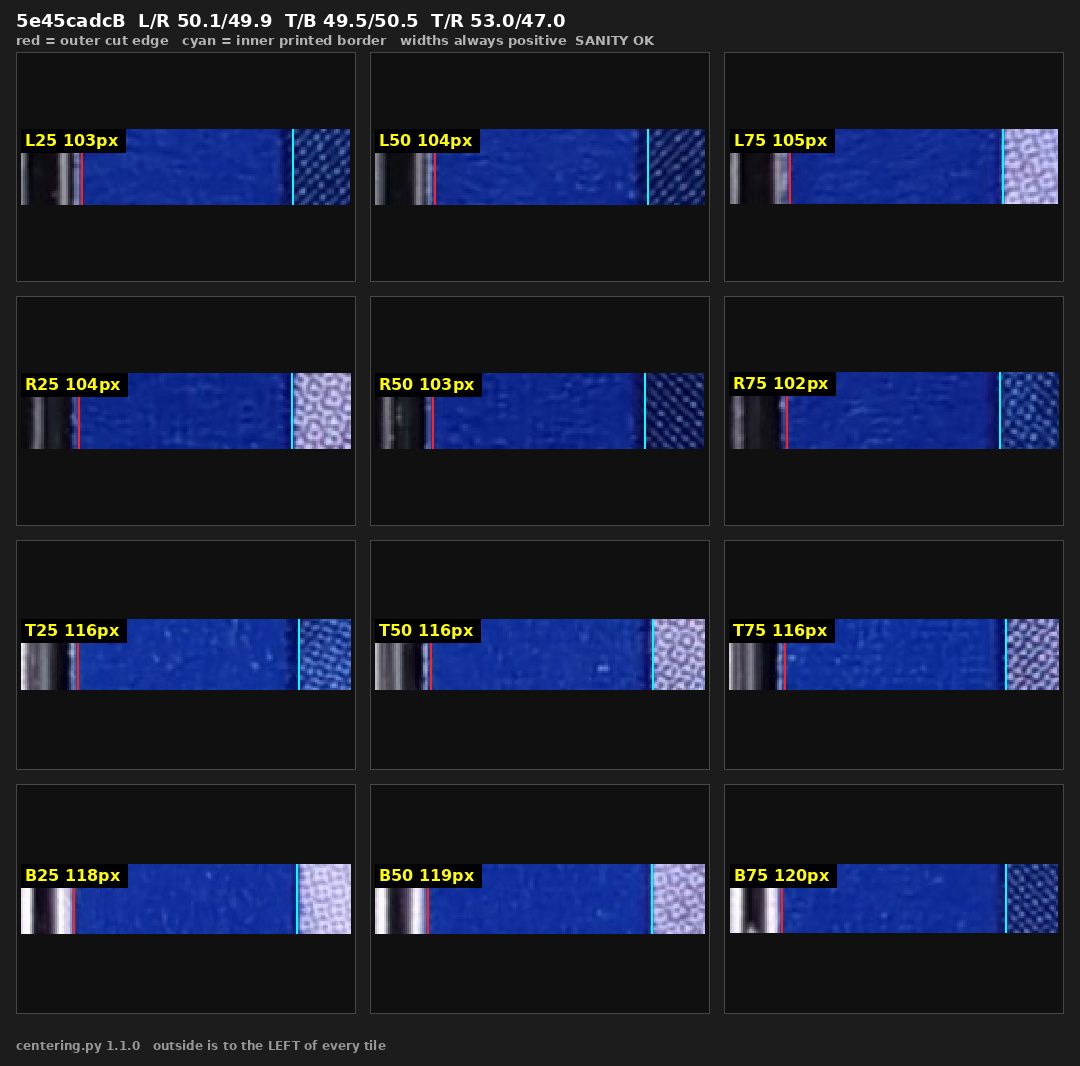 5e45cadcB  L/R 50.1/49.9  T/B 49.5/50.5  T/R 53.0/47.0
red = outer cut edge   cyan = inner printed border   widths always positive  SANITY OK
L25 103px
L50 104px
L75 105px
R25 104px
R50 103px
R75 102px
T25 116px
T50 116px
T75 116px
B25 118px
B50 119px
B75 120px
centering.py 1.1.0   outside is to the LEFT of every tile